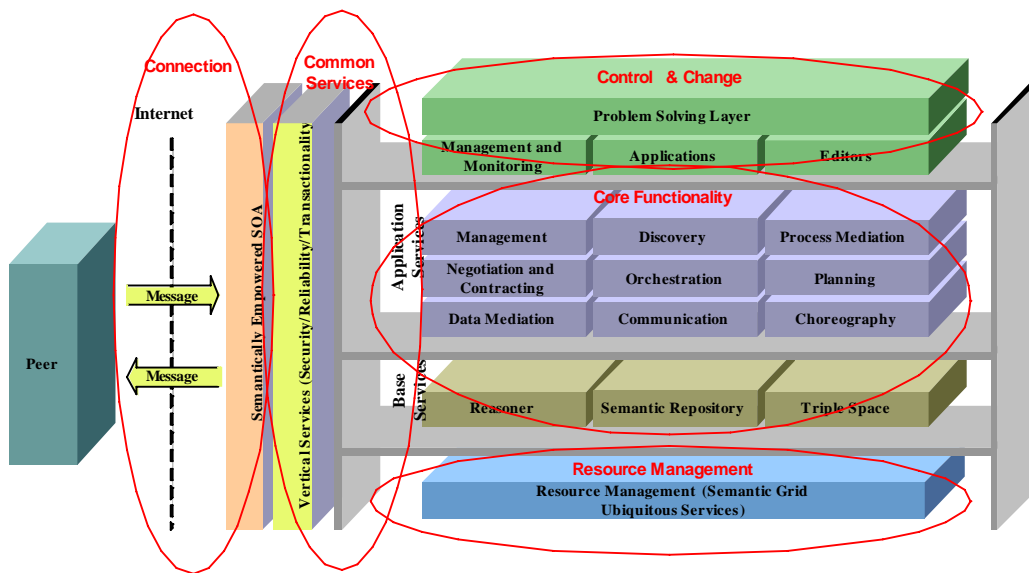 Connection
Common
Services
Control & Change
Internet
Problem Solving Layer
Management and
Monitoring
Applications
Editors
Core Functionality
Semantically Empowered SOA
Vertical Services (Security/Reliability/Transactionality)
Application
Services
Management
Discovery
Process Mediation
Negotiation and
Contracting
Orchestration
Planning
Message
Data Mediation
Communication
Choreography
Peer
Message
Base
Services
Reasoner
Semantic Repository
Triple Space
Resource Management
Resource Management (Semantic Grid
Ubiquitous Services)